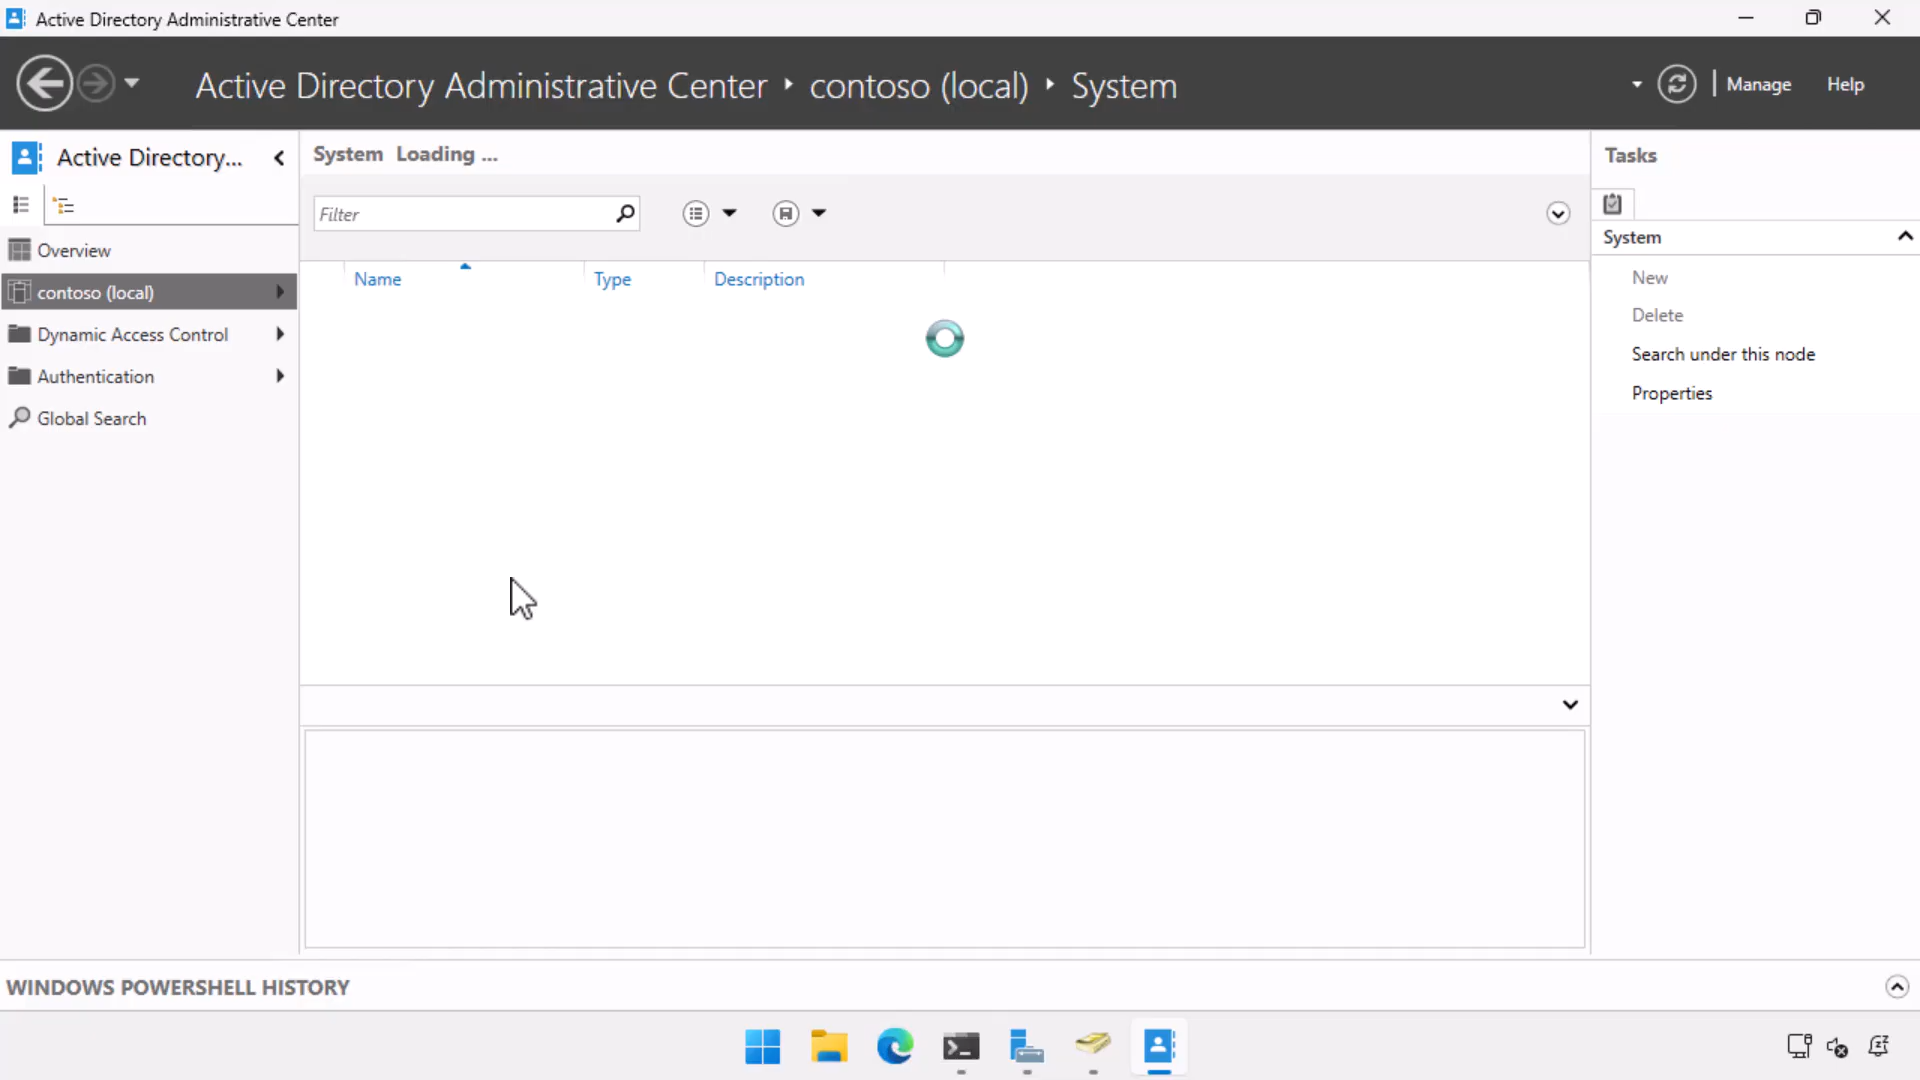 Active Directory Administrative Center
Active Directory Administrative Center ‣ contoso (local) ‣ System
Manage
Help
Active Directory...
Overview
contoso (local)
Dynamic Access Control
Authentication
Global Search
System Loading ...
Filter
Name
Type
Description
Tasks
System
New
Delete
Search under this node
Properties
WINDOWS POWERSHELL HISTORY